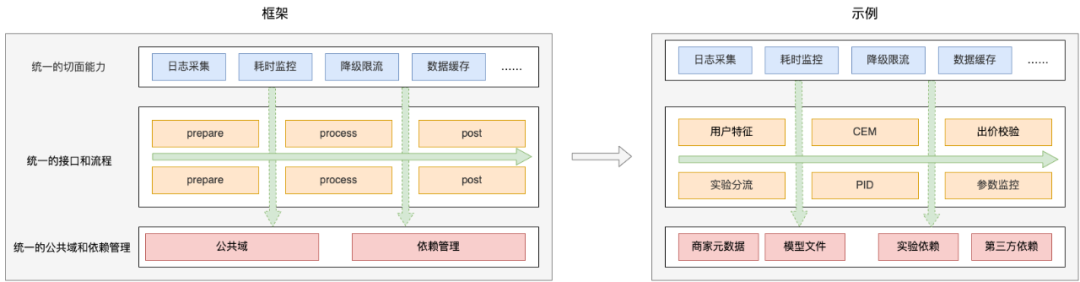 框架
示例
统一的切面能力
日志采集 耗时监控 降级限流 数据缓存 ......
统一的接口和流程
prepare process post
prepare process post
统一的公共域和依赖管理
公共域 依赖管理
日志采集 耗时监控 降级限流 数据缓存 ......
用户特征 CEM 出价校验
实验分流 PID 参数监控
商家元数据 模型文件 实验依赖 第三方依赖